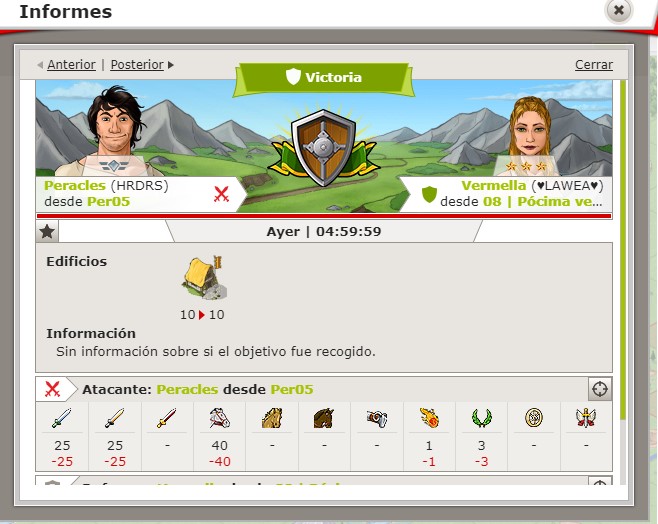 Informes
Anterior | Posterior
Victoria
Cerrar
Peracles (HRDRS)
desde Per05
Vermella (♥LAWEA♥)
desde 08 | Pócima ve...
Ayer | 04:59:59
Edificios
10 10
Información
Sin información sobre si el objetivo fue recogido.
Atacante: Peracles desde Per05
25 25 - 40 - - - 1 3 - -
-25 -25 -40 -1 -3